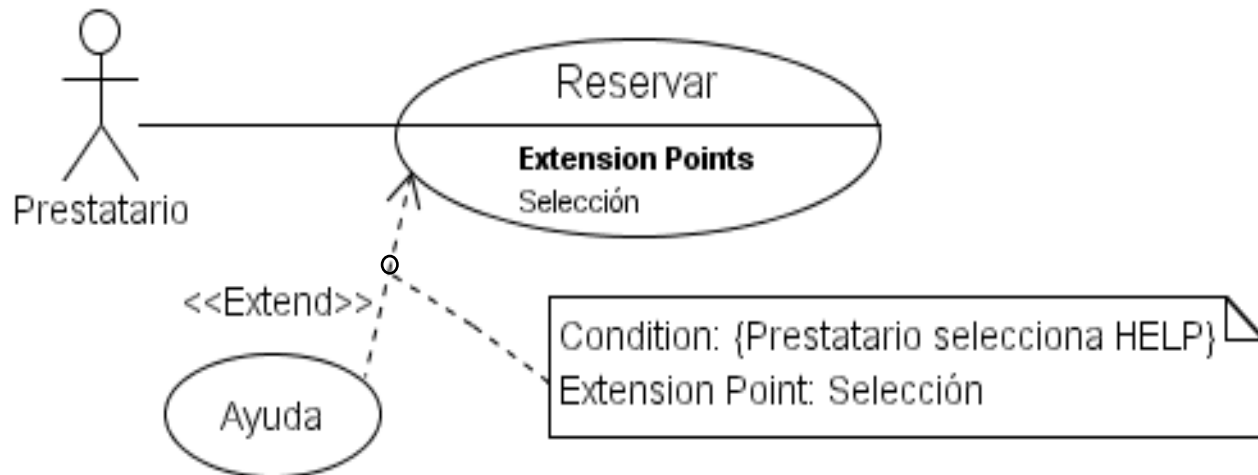 Reservar
Extension Points
Selección
Prestatario
<<Extend>>
Condition: {Prestatario selecciona HELP}
Extension Point: Selección
Ayuda